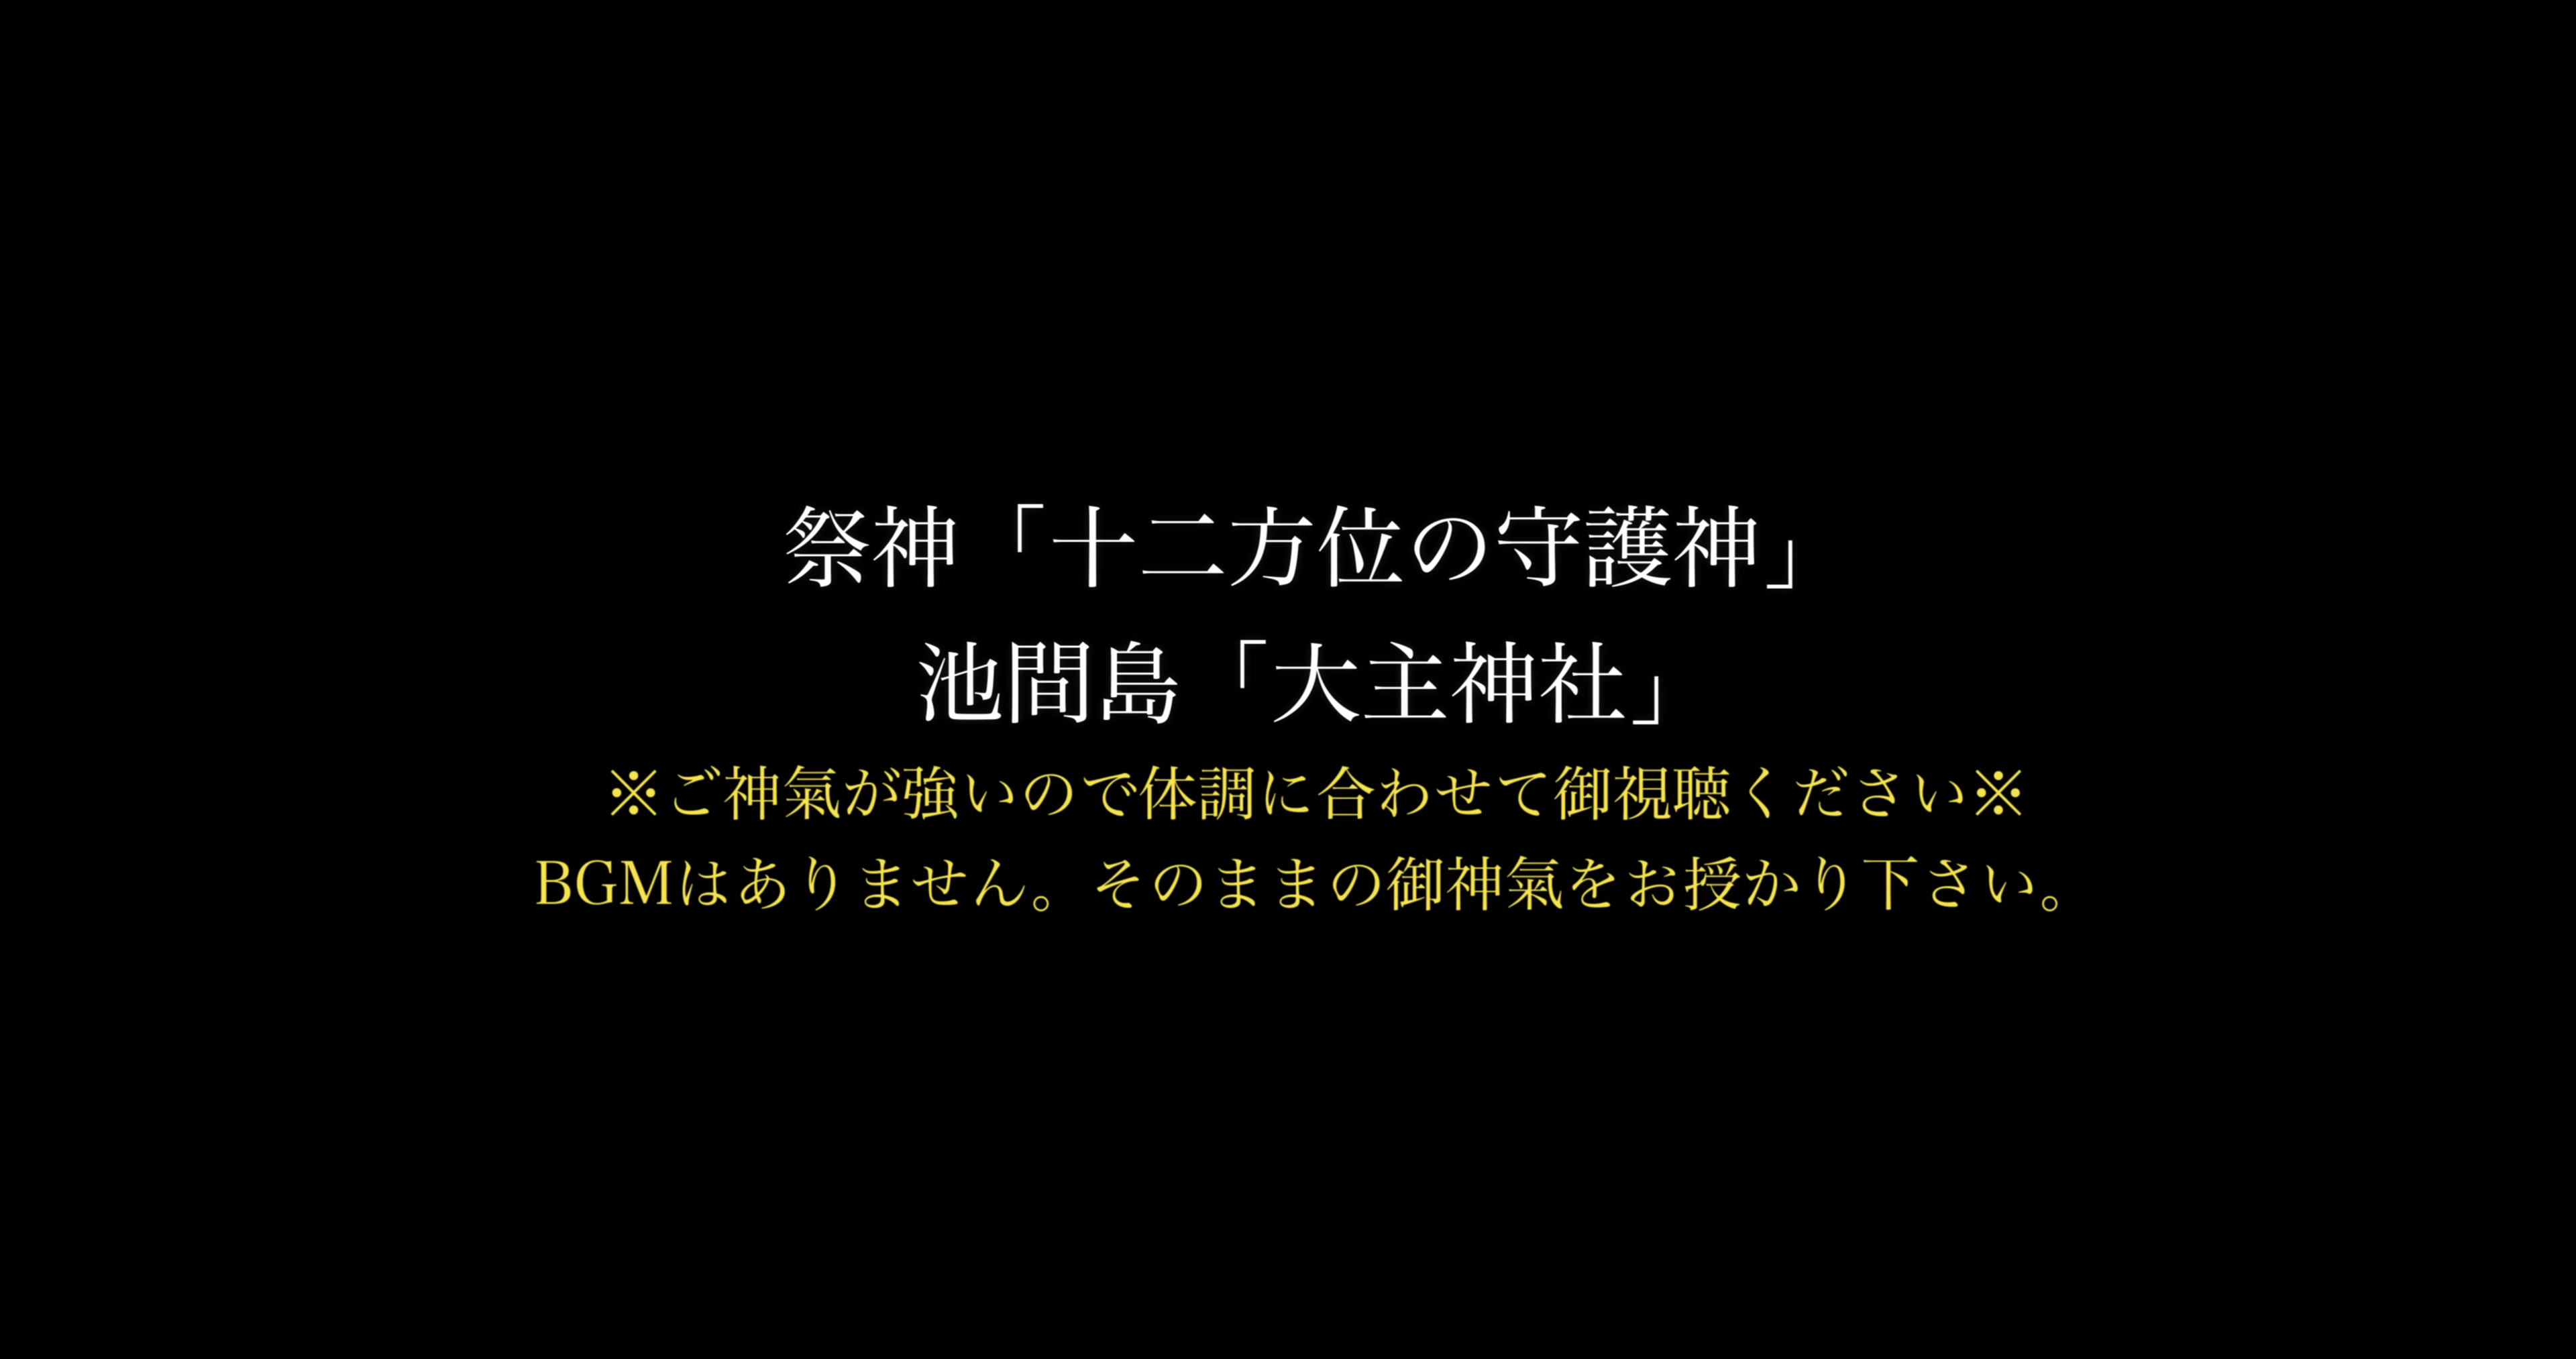 祭神「十二方位の守護神」
池間島「大主神社」
※ご神氣が強いので体調に合わせて御視聴ください※
BGMはありません。そのままの御神氣をお授かり下さい。